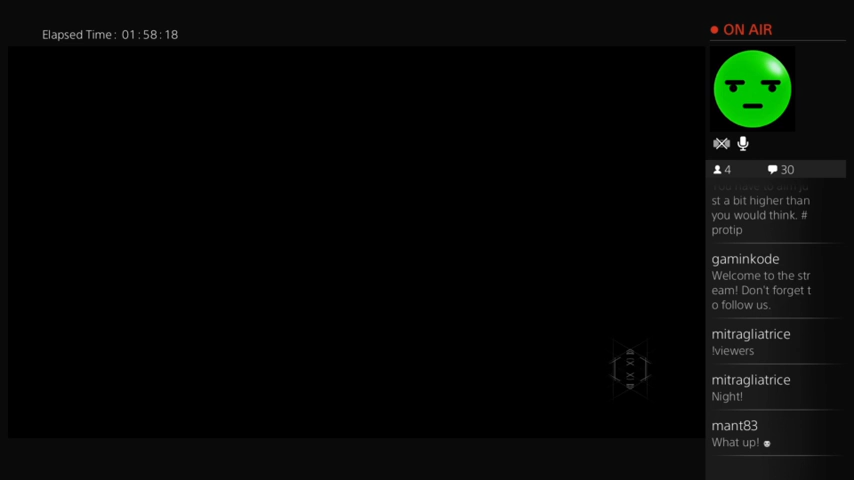 Elapsed Time: 01:58:18
ON AIR
4
30
st a bit higher than
you would think. #
protip
gaminkode
Welcome to the str
eam! Don't forget t
o follow us.
mitragliatrice
!viewers
mitragliatrice
Night!
mant83
What up!